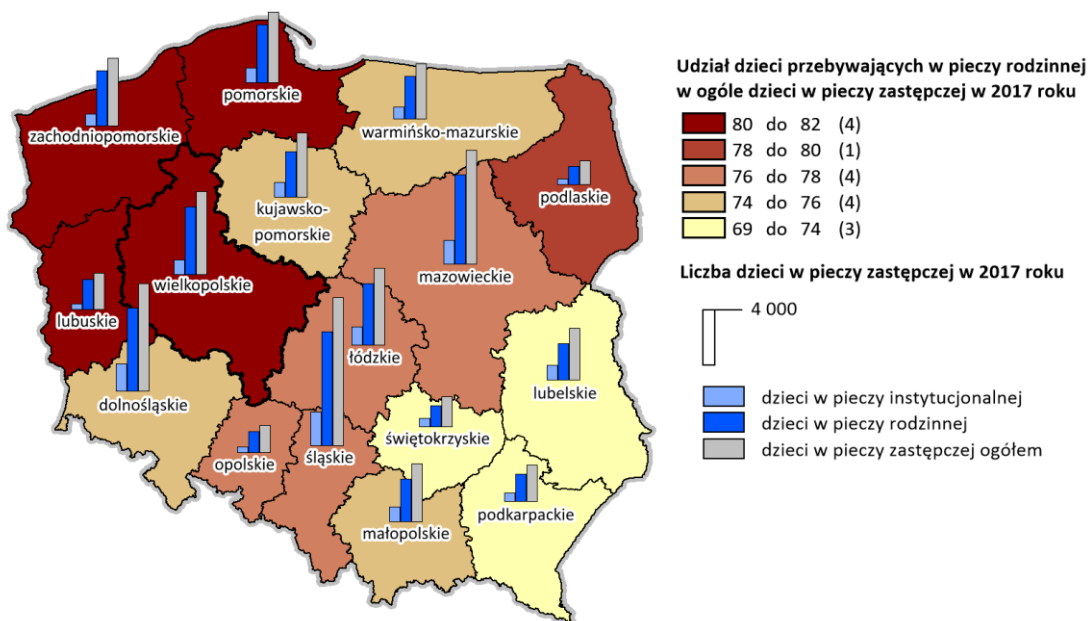 pomorskie
zachodniopomorskie
warmińsko-mazurskie
podlaskie
kujawsko-
pomorskie
mazowieckie
wielkopolskie
lubuskie
łódzkie
lubelskie
dolnośląskie
świętokrzyskie
opolskie
śląskie
podkarpackie
małopolskie
Udział dzieci przebywających w pieczy rodzinnej
w ogóle dzieci w pieczy zastępczej w 2017 roku
80 do 82 (4)
78 do 80 (1)
76 do 78 (4)
74 do 76 (4)
69 do 74 (3)
Liczba dzieci w pieczy zastępczej w 2017 roku
4 000
dzieci w pieczy instytucjonalnej
dzieci w pieczy rodzinnej
dzieci w pieczy zastępczej ogółem